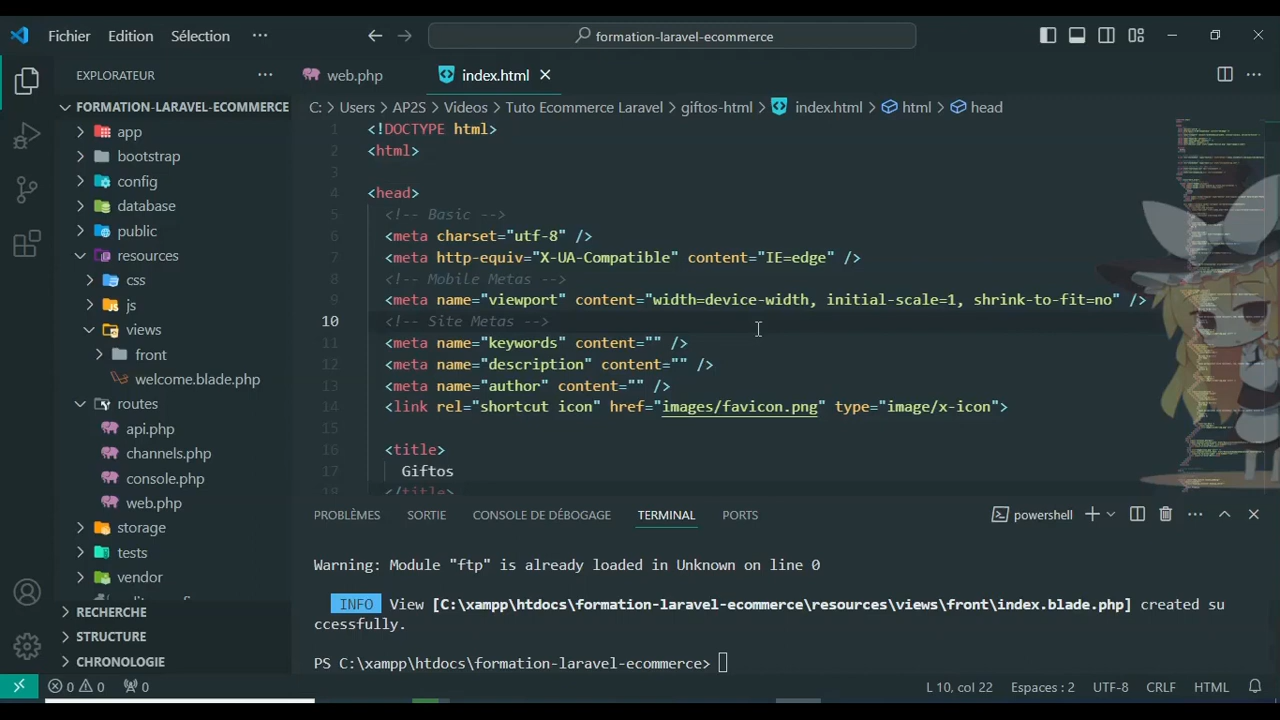 Fichier Edition Sélection ··· formation-laravel-ecommerce
EXPLORATEUR ··· web.php index.html
FORMATION-LARAVEL-ECOMMERCE
app
bootstrap
config
database
public
resources
css
js
views
front
welcome.blade.php
routes
api.php
channels.php
console.php
web.php
storage
tests
vendor
RECHERCHE
STRUCTURE
CHRONOLOGIE
C: > Users > AP2S > Videos > Tuto Ecommerce Laravel > giftos-html > index.html > html > head
1 <!DOCTYPE html>
2 <html>
3
4 <head>
5 <!-- Basic -->
6 <meta charset="utf-8" />
7 <meta http-equiv="X-UA-Compatible" content="IE=edge" />
8 <!-- Mobile Metas -->
9 <meta name="viewport" content="width=device-width, initial-scale=1, shrink-to-fit=no" />
10 <!-- Site Metas -->
11 <meta name="keywords" content="" />
12 <meta name="description" content="" />
13 <meta name="author" content="" />
14 <link rel="shortcut icon" href="images/favicon.png" type="image/x-icon">
15
16 <title>
17 Giftos
18 </title>
PROBLÈMES SORTIE CONSOLE DE DÉBOGAGE TERMINAL PORTS powershell
Warning: Module "ftp" is already loaded in Unknown on line 0
INFO View [C:\xampp\htdocs\formation-laravel-ecommerce\resources\views\front\index.blade.php] created su
ccessfully.
PS C:\xampp\htdocs\formation-laravel-ecommerce>
0 0 0 L 10, col 22 Espaces : 2 UTF-8 CRLF HTML